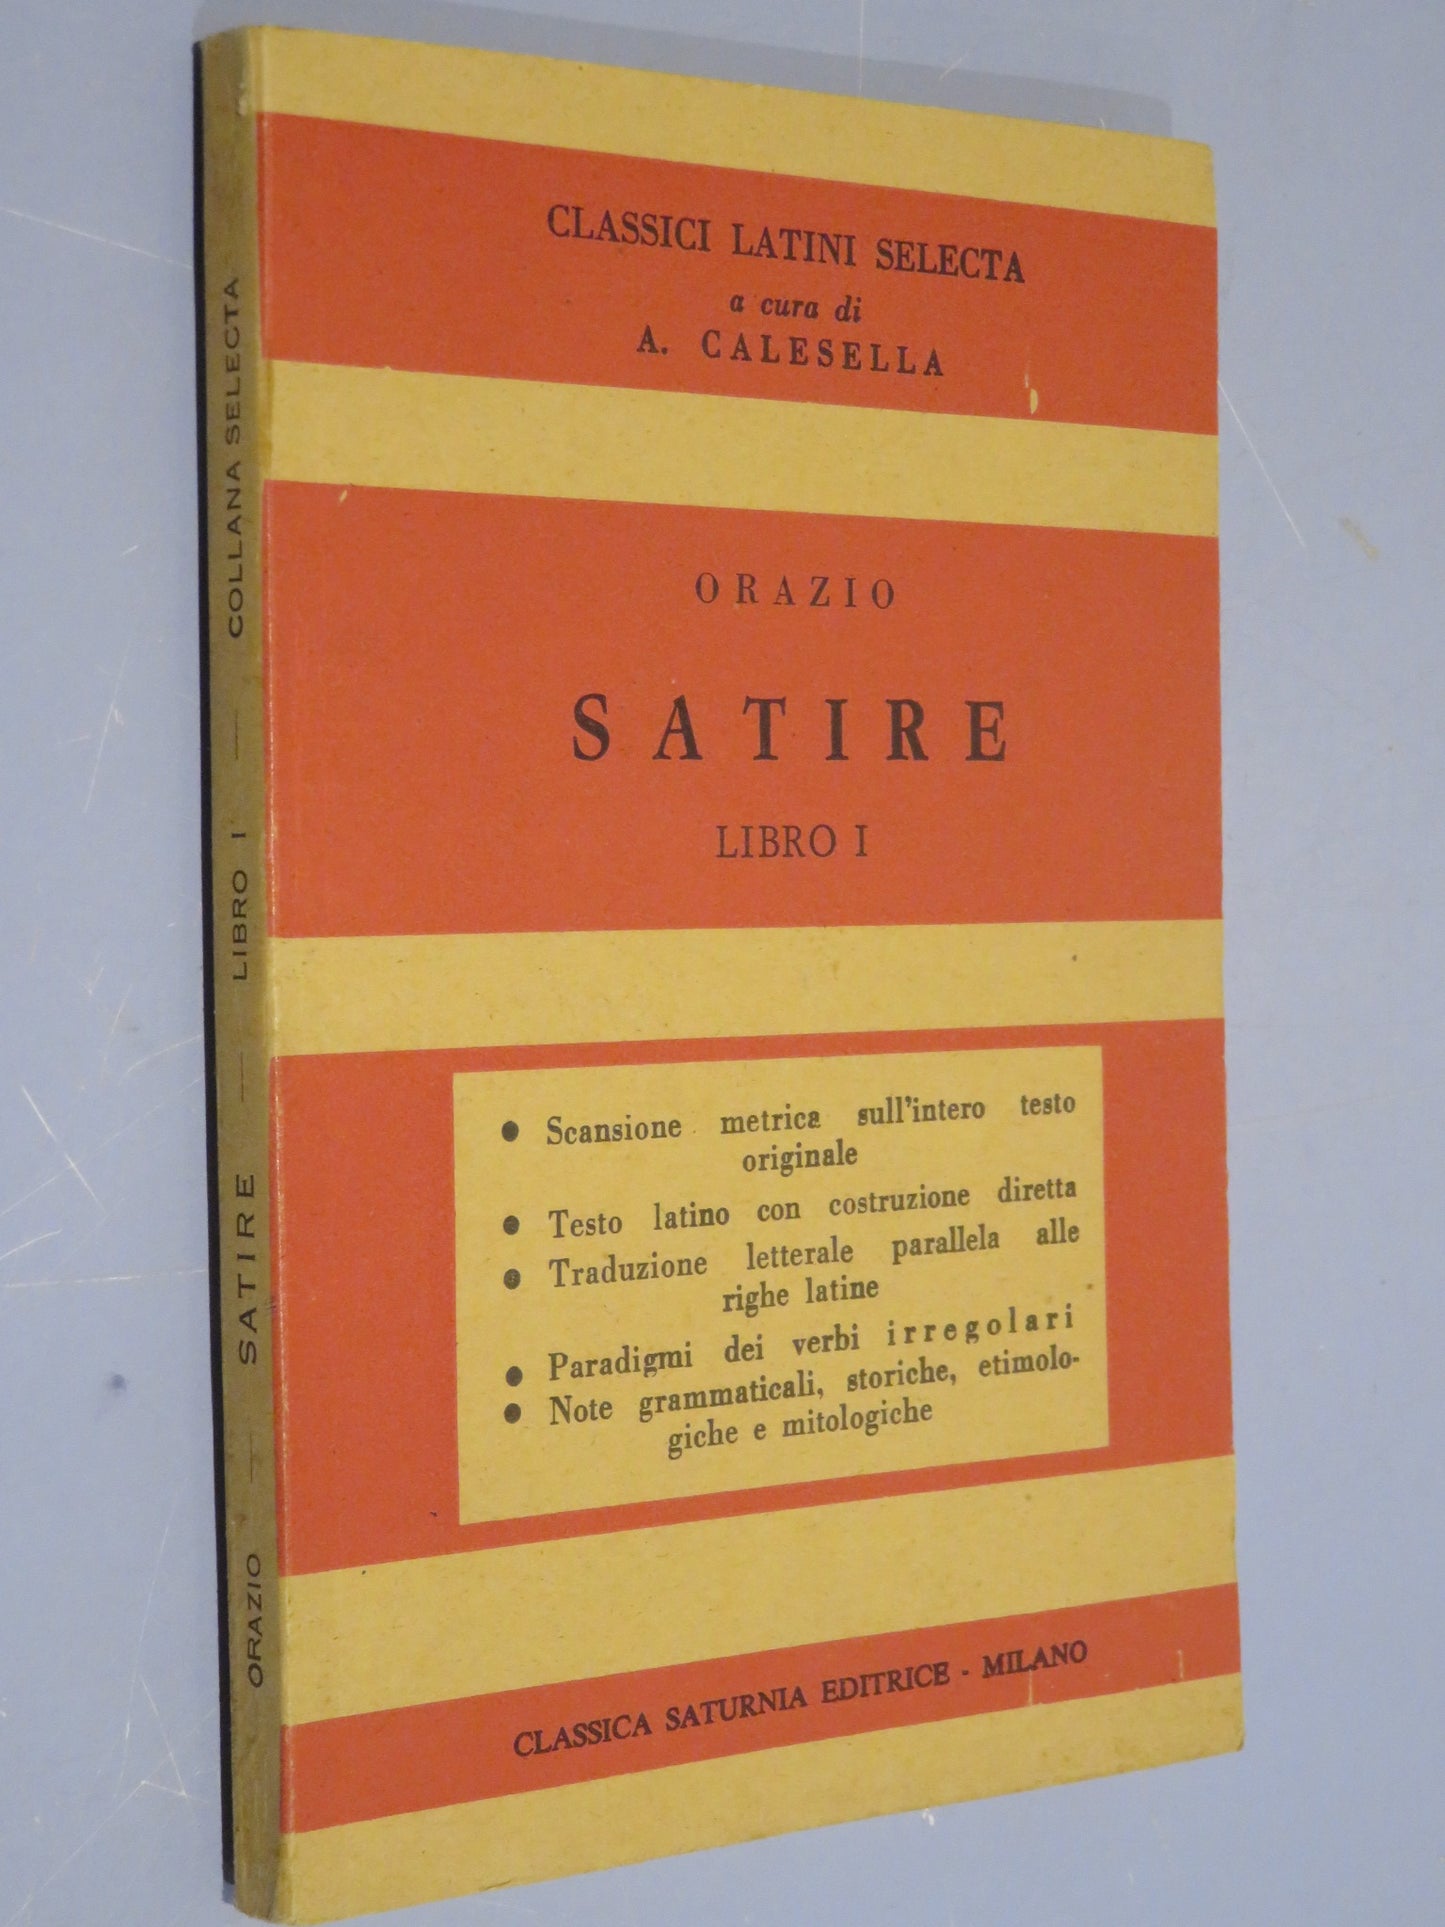 CLASSICI LATINI SELECTA
a cura di
A. CALESELLA
ORAZIO
SATIRE
LIBRO I
● Scansione metrica sull'intero testo
originale
● Testo latino con costruzione diretta
● Traduzione letterale parallela alle
righe latine
● Paradigmi dei verbi irregolari
● Note grammaticali, storiche, etimolo-
giche e mitologiche
CLASSICA SATURNIA EDITRICE - MILANO
ORAZIO — SATIRE — LIBRO I — COLLANA SELECTA